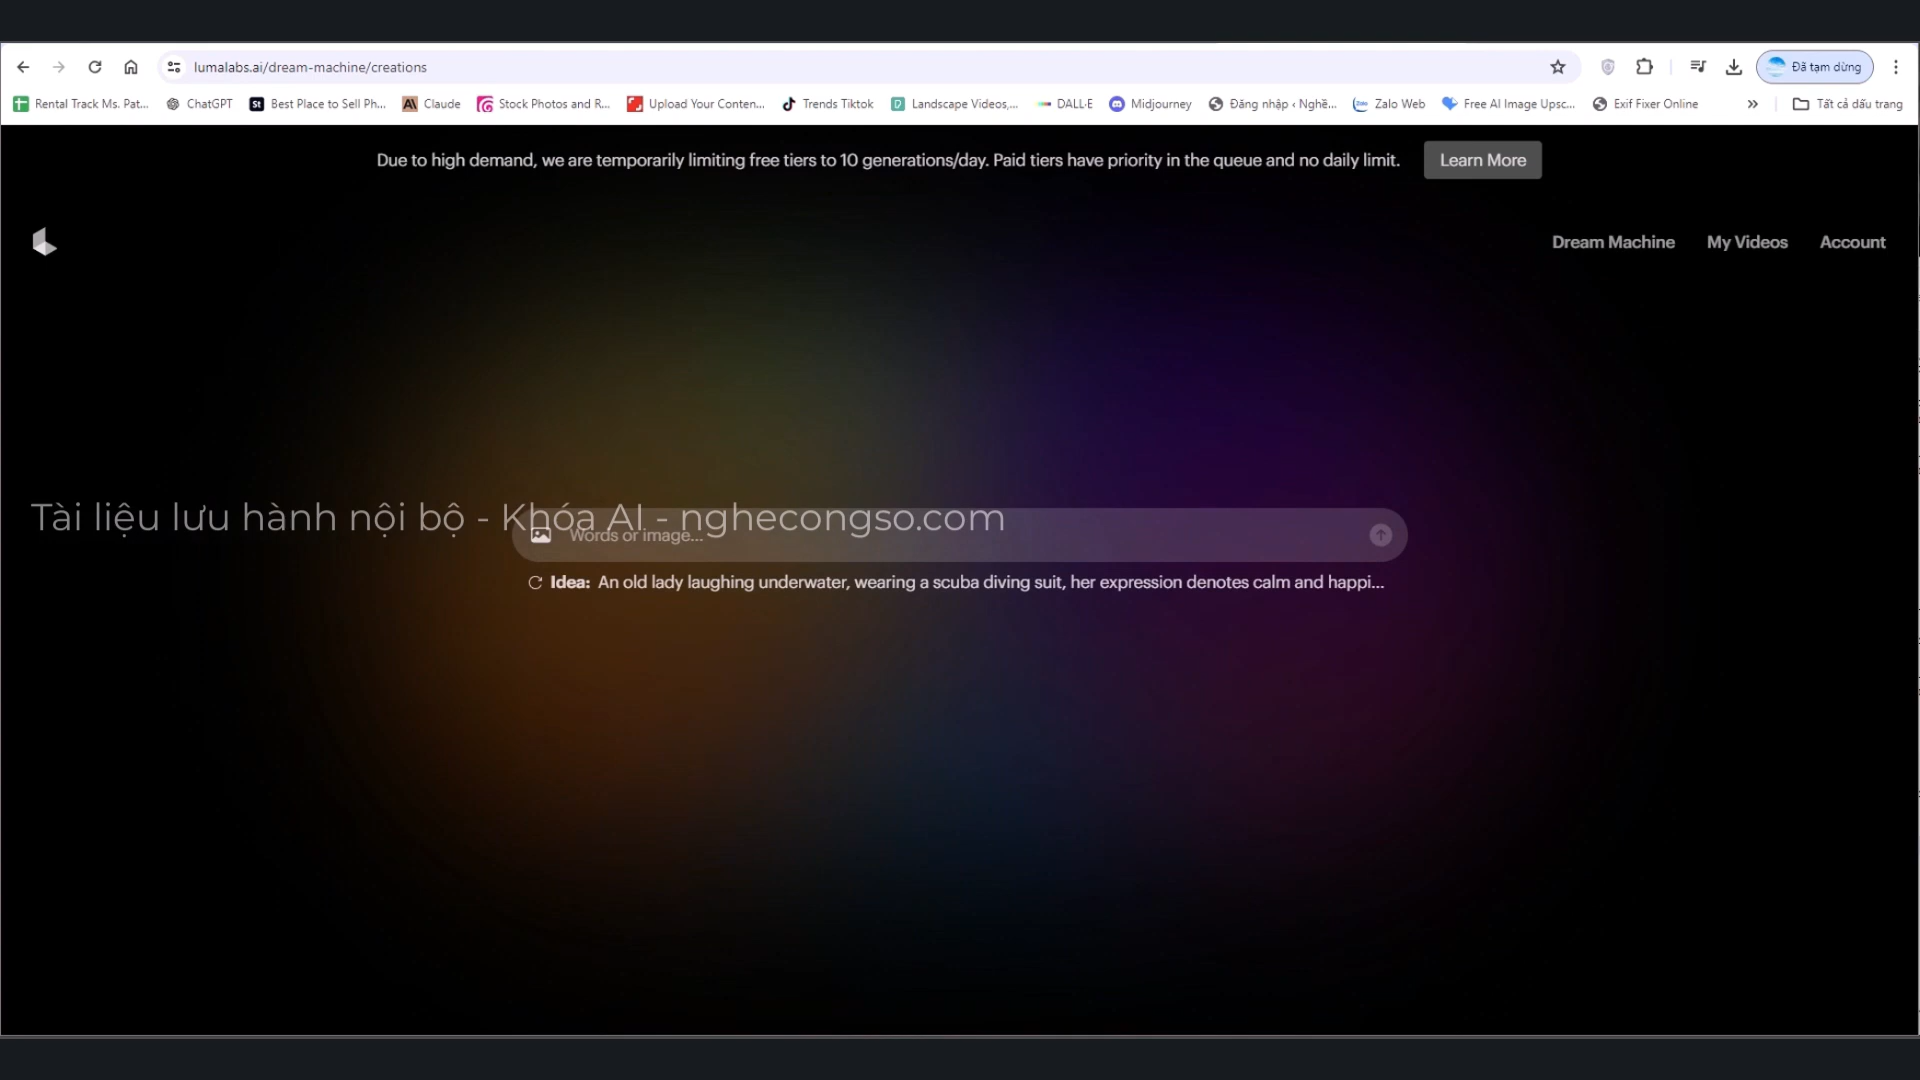 lumalabs.ai/dream-machine/creations
Đã tạm dừng
Rental Track Ms. Pat...
ChatGPT
Best Place to Sell Ph...
Claude
Stock Photos and R...
Upload Your Conten...
Trends Tiktok
Landscape Videos,...
DALL·E
Midjourney
Đăng nhập ‹ Nghề...
Zalo Web
Free AI Image Upsc...
Exif Fixer Online
Tất cả dấu trang
Due to high demand, we are temporarily limiting free tiers to 10 generations/day. Paid tiers have priority in the queue and no daily limit.
Learn More
Dream Machine
My Videos
Account
Tài liệu lưu hành nội bộ - Khóa AI - nghecongso.com
Words or image...
Idea: An old lady laughing underwater, wearing a scuba diving suit, her expression denotes calm and happi...